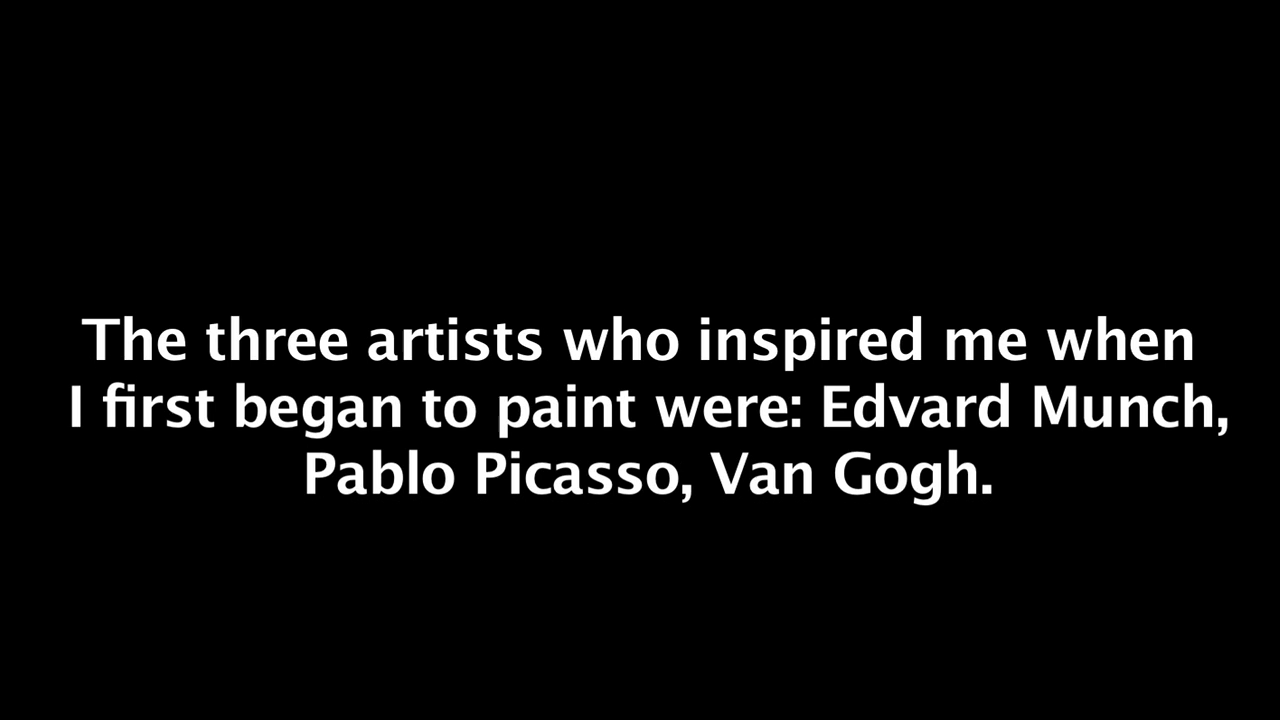 The three artists who inspired me when
I first began to paint were: Edvard Munch,
Pablo Picasso, Van Gogh.